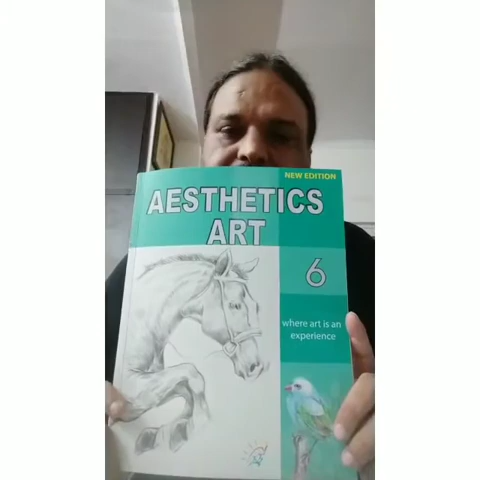 NEW EDITION
AESTHETICS
ART
6
where art is an
experience